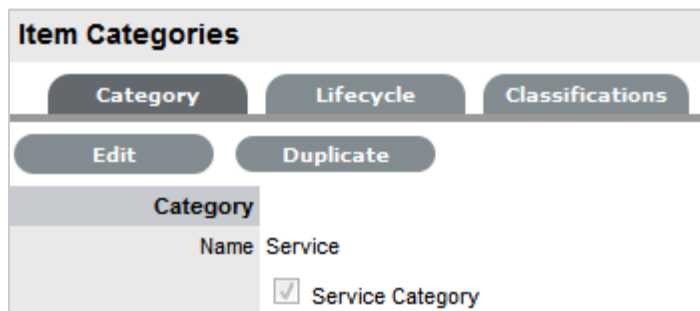 Item Categories
Category Lifecycle Classifications
Edit Duplicate
Category
Name Service
Service Category